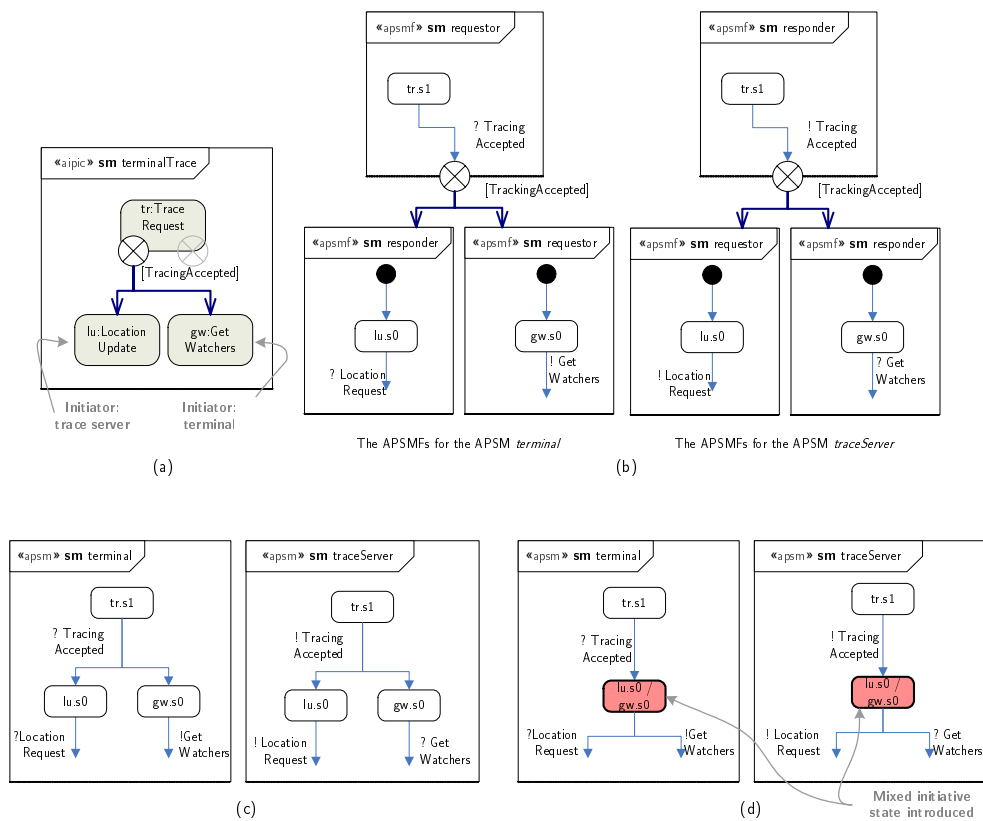 «apsmf» sm requestor
tr.s1
? Tracing
Accepted
[TrackingAccepted]
«apsmf» sm responder
lu.s0
? Location
Request
«apsmf» sm requestor
gw.s0
! Get
Watchers
The APSMFs for the APSM terminal
«apsmf» sm responder
tr.s1
! Tracing
Accepted
[TrackingAccepted]
«apsmf» sm requestor
lu.s0
! Location
Request
«apsmf» sm responder
gw.s0
? Get
Watchers
The APSMFs for the APSM traceServer
«aipic» sm terminalTrace
tr:Trace
Request
[TracingAccepted]
lu:Location
Update
gw:Get
Watchers
Initiator:
trace server
Initiator:
terminal
(a)
(b)
«apsm» sm terminal
tr.s1
? Tracing
Accepted
lu.s0
gw.s0
?Location
Request
!Get
Watchers
«apsm» sm traceServer
tr.s1
! Tracing
Accepted
lu.s0
gw.s0
! Location
Request
? Get
Watchers
(c)
«apsm» sm terminal
tr.s1
? Tracing
Accepted
lu.s0 /
gw.s0
?Location
Request
!Get
Watchers
«apsm» sm traceServer
tr.s1
! Tracing
Accepted
lu.s0 /
gw.s0
! Location
Request
? Get
Watchers
Mixed initiative
state introduced
(d)